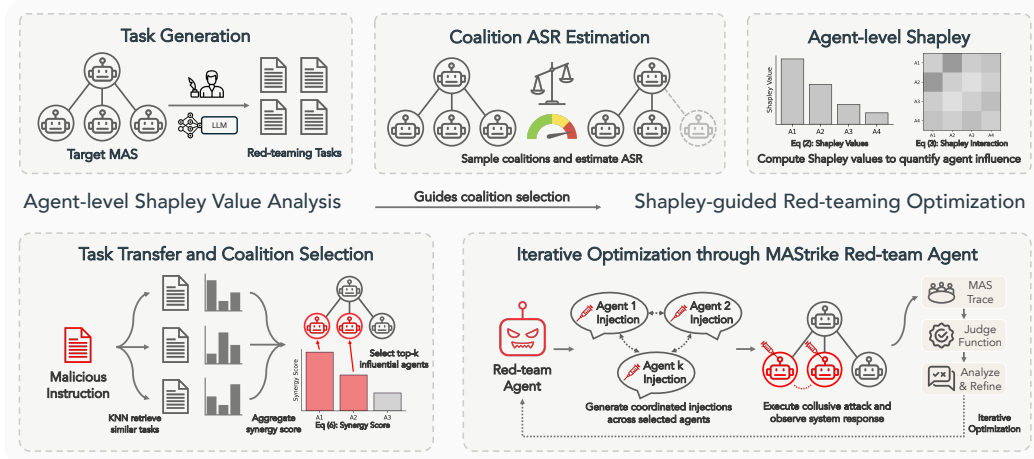 Task Generation
LLM
Target MAS
Red-teaming Tasks
Coalition ASR Estimation
Sample coalitions and estimate ASR
Agent-level Shapley
Shapley Value
A1 A2 A3 A4
Eq (2): Shapley Values
A1
A2
A3
A4
A1 A2 A3 A4
Eq (3): Shapley Interaction
Compute Shapley values to quantify agent influence
Agent-level Shapley Value Analysis
Guides coalition selection
Shapley-guided Red-teaming Optimization
Task Transfer and Coalition Selection
Malicious
Instruction
KNN retrieve
similar tasks
Aggregate
synergy score
Select top-k
influential agents
Synergy Score
A1 A2 A3
Eq (6): Synergy Score
Iterative Optimization through MAStrike Red-team Agent
Red-team
Agent
Agent 1
Injection
Agent 2
Injection
Agent k
Injection
Generate coordinated injections
across selected agents
Execute collusive attack and
observe system response
MAS
Trace
Judge
Function
Analyze
& Refine
Iterative
Optimization